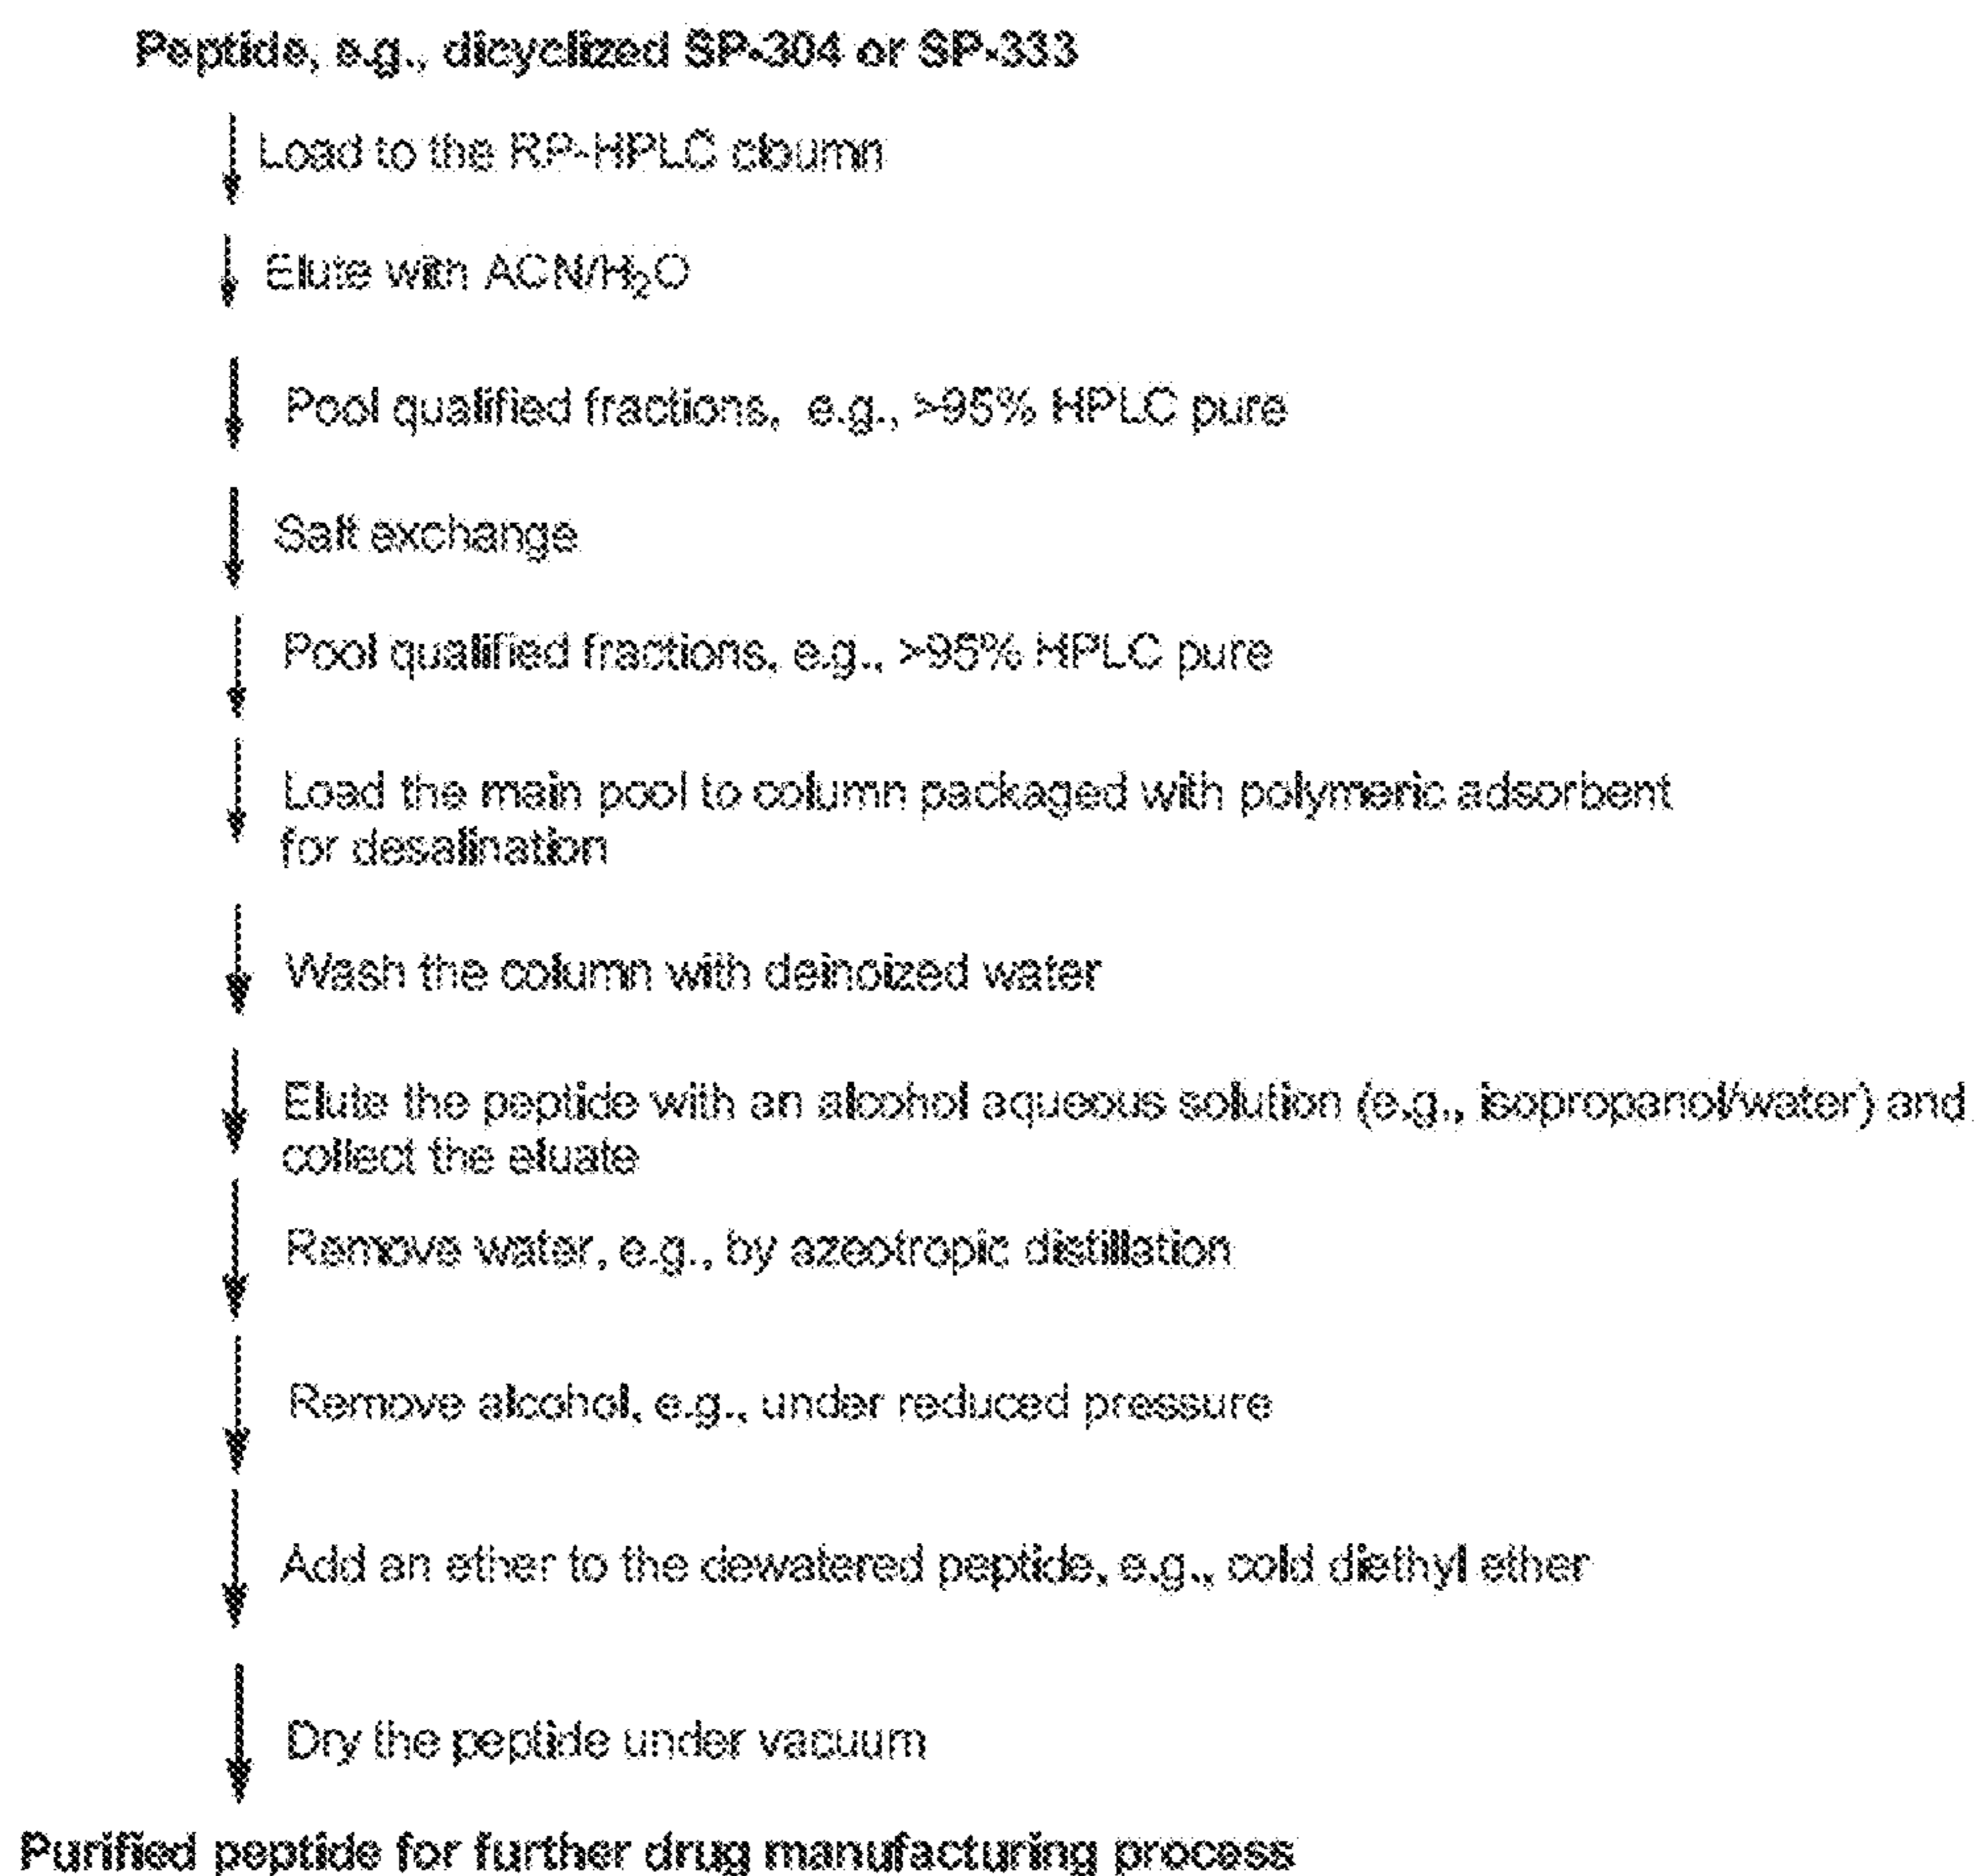 Peptide, e.g., dicyclized SP-304 or SP-333
Load to the RP-HPLC cloumn
Elute with ACN/H₂O
Pool qualified fractions, e.g., >95% HPLC pure
Salt exchange
Pool qualified fractions, e.g., >95% HPLC pure
Load the main pool to column packaged with polymeric adsorbent
for desalination
Wash the column with deinoized water
Elute the peptide with an alcohol aqueous solution (e.g., isopropanol/water) and
collect the eluate
Remove water, e.g., by azeotropic distillation
Remove alcohol, e.g., under reduced pressure
Add an ether to the dewatered peptide, e.g., cold diethyl ether
Dry the peptide under vacuum
Purified peptide for further drug manufacturing process